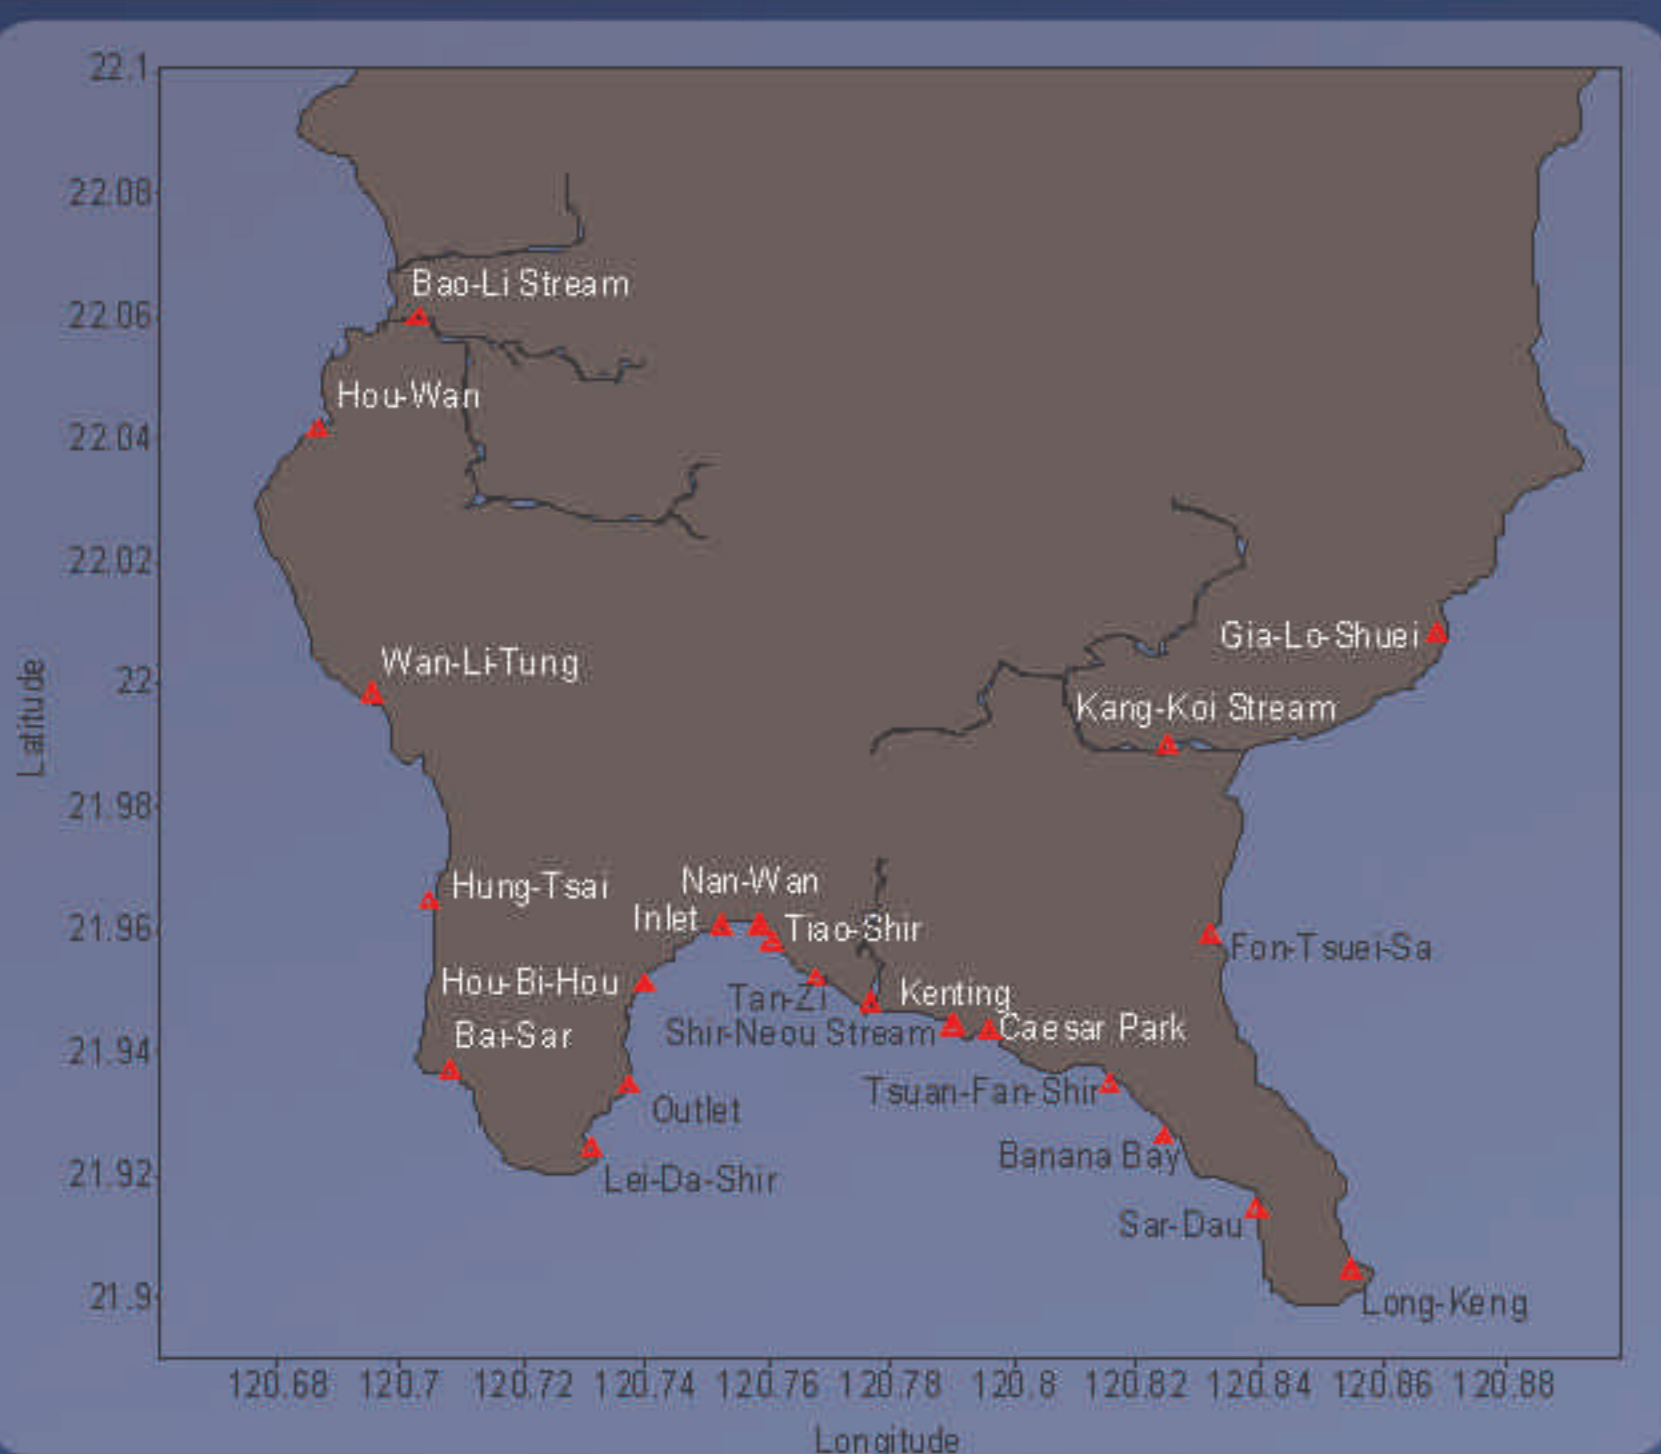 22.1
22.08
22.06
22.04
22.02
22
21.98
21.96
21.94
21.92
21.9
Latitude
Bao-Li Stream
Hou-Wan
Wan-Li-Tung
Gia-Lo-Shuei
Kang-Koi Stream
Hung-Tsai
Nan-Wan
Inlet
Tiao-Shir
Fon-Tsuei-Sa
Hou-Bi-Hou
Tan-Zi
Kenting
Shir-Neou Stream
Caesar Park
Bai-Sar
Tsuan-Fan-Shir
Outlet
Banana Bay
Lei-Da-Shir
Sar-Dau
Long-Keng
120.68 120.7 120.72 120.74 120.76 120.78 120.8 120.82 120.84 120.86 120.88
Longitude